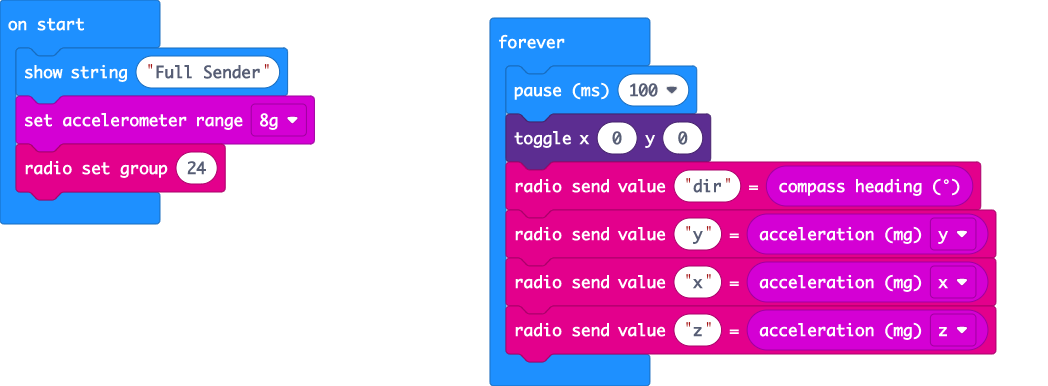 on start
show string "Full Sender"
set accelerometer range 8g
radio set group 24
forever
pause (ms) 100
toggle x 0 y 0
radio send value "dir" = compass heading (°)
radio send value "y" = acceleration (mg) y
radio send value "x" = acceleration (mg) x
radio send value "z" = acceleration (mg) z